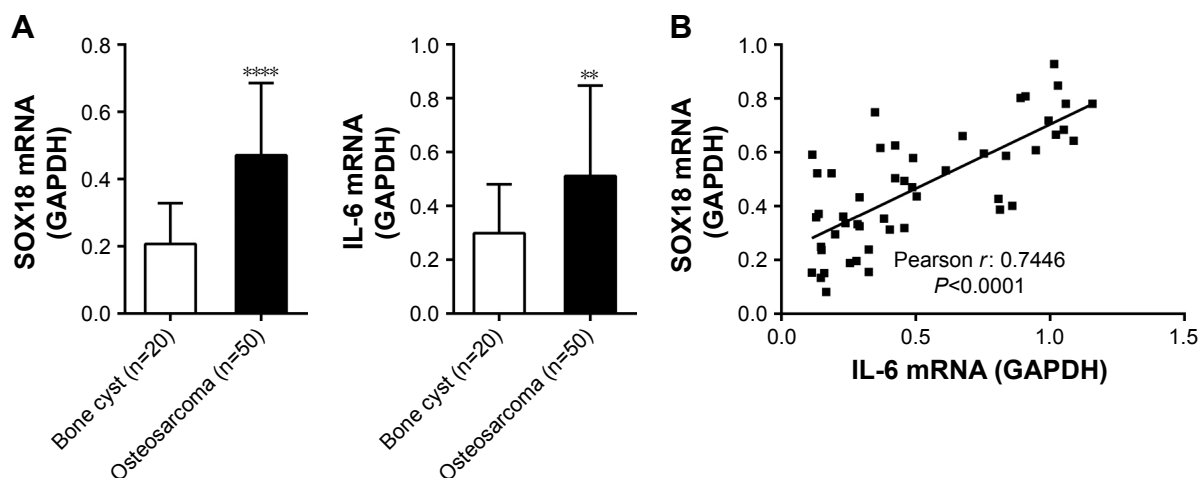 A
SOX18 mRNA
(GAPDH)
0.8
0.6
0.4
0.2
0.0
****
Bone cyst (n=20)
Osteosarcoma (n=50)
IL-6 mRNA
(GAPDH)
1.0
0.8
0.6
0.4
0.2
0.0
**
Bone cyst (n=20)
Osteosarcoma (n=50)
B
SOX18 mRNA
(GAPDH)
1.0
0.8
0.6
0.4
0.2
0.0
Pearson r: 0.7446
P<0.0001
0.0 0.5 1.0 1.5
IL-6 mRNA (GAPDH)